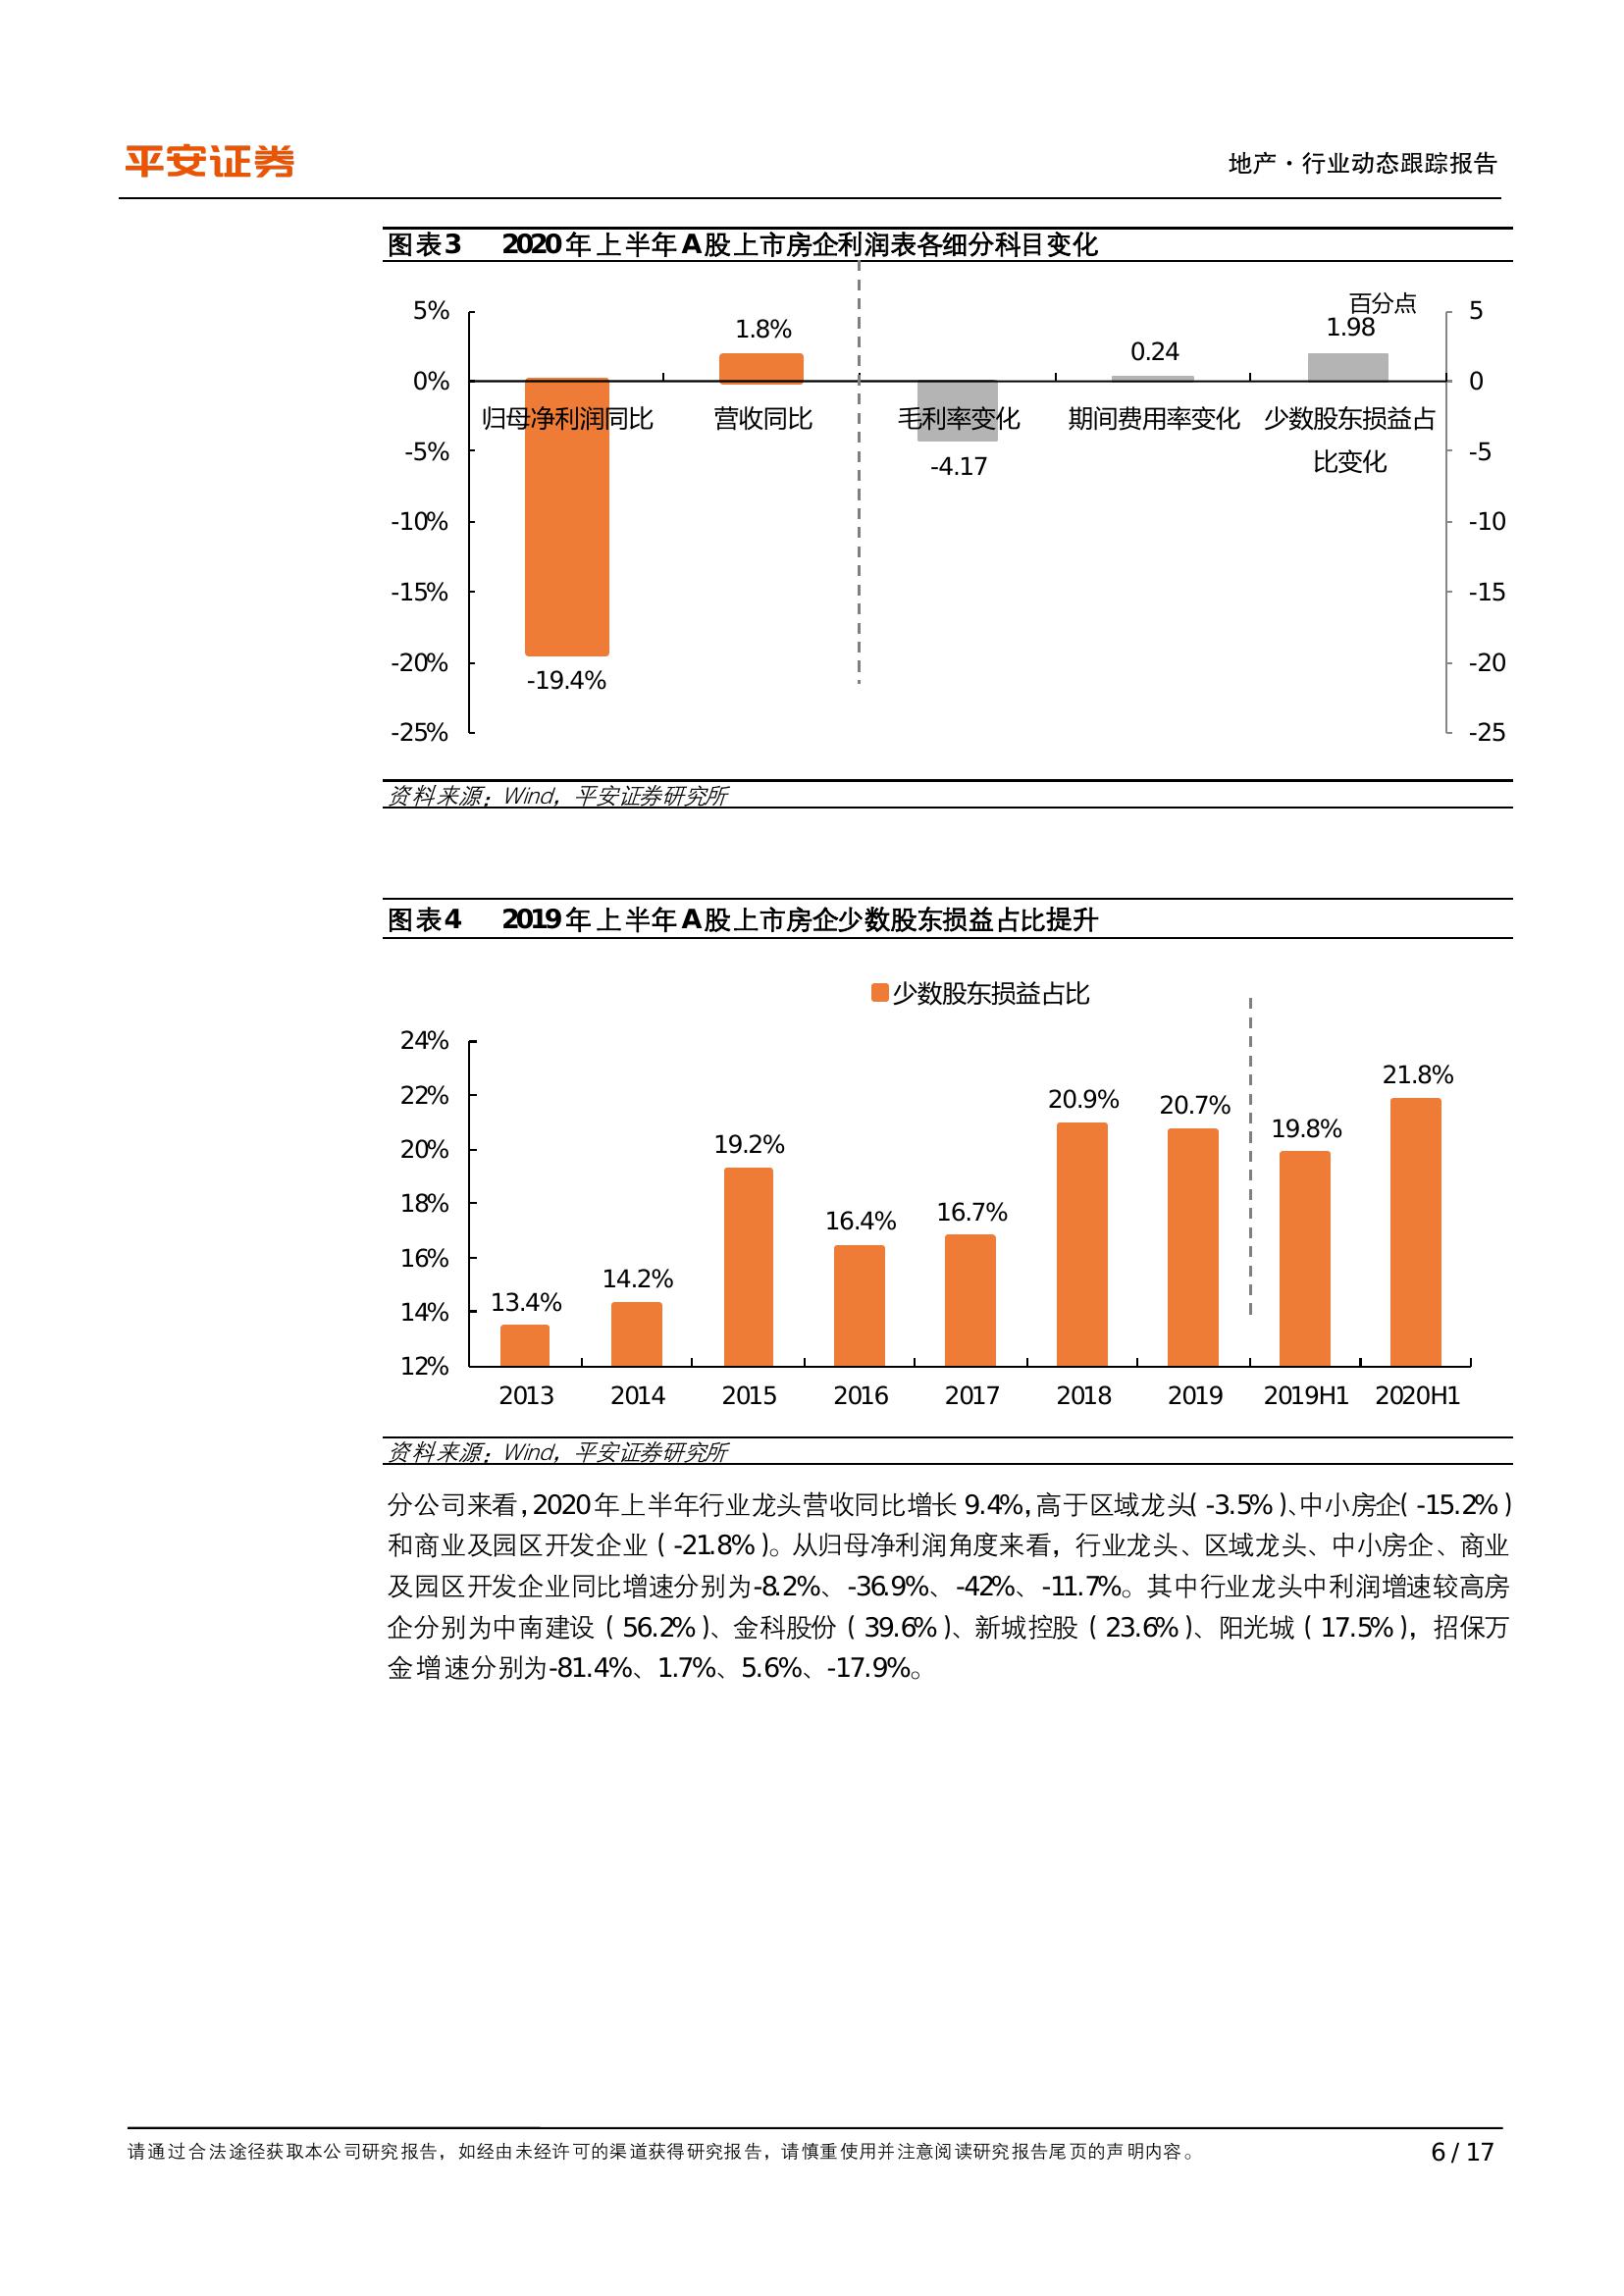 平安证券
地产·行业动态跟踪报告
图表3 2020年上半年A股上市房企利润表各细分科目变化
百分点
5%
0%
-5%
-10%
-15%
-20%
-25%
1.8%
-19.4%
-4.17
0.24
1.98
归母净利润同比
营收同比
毛利率变化
期间费用率变化
少数股东损益占
比变化
5
0
-5
-10
-15
-20
-25
资料来源：Wind，平安证券研究所
图表4 2019年上半年A股上市房企少数股东损益占比提升
少数股东损益占比
24%
22%
20%
18%
16%
14%
12%
13.4%
14.2%
19.2%
16.4%
16.7%
20.9%
20.7%
19.8%
21.8%
2013 2014 2015 2016 2017 2018 2019 2019H1 2020H1
资料来源：Wind，平安证券研究所
分公司来看，2020年上半年行业龙头营收同比增长9.4%，高于区域龙头（-3.5%）、中小房企（-15.2%）
和商业及园区开发企业（-21.8%）。从归母净利润角度来看，行业龙头、区域龙头、中小房企、商业
及园区开发企业同比增速分别为-8.2%、-36.9%、-42%、-11.7%。其中行业龙头中利润增速较高房
企分别为中南建设（56.2%）、金科股份（39.6%）、新城控股（23.6%）、阳光城（17.5%），招保万
金增速分别为-81.4%、1.7%、5.6%、-17.9%。
请通过合法途径获取本公司研究报告，如经由未经许可的渠道获得研究报告，请慎重使用并注意阅读研究报告尾页的声明内容。
6 / 17